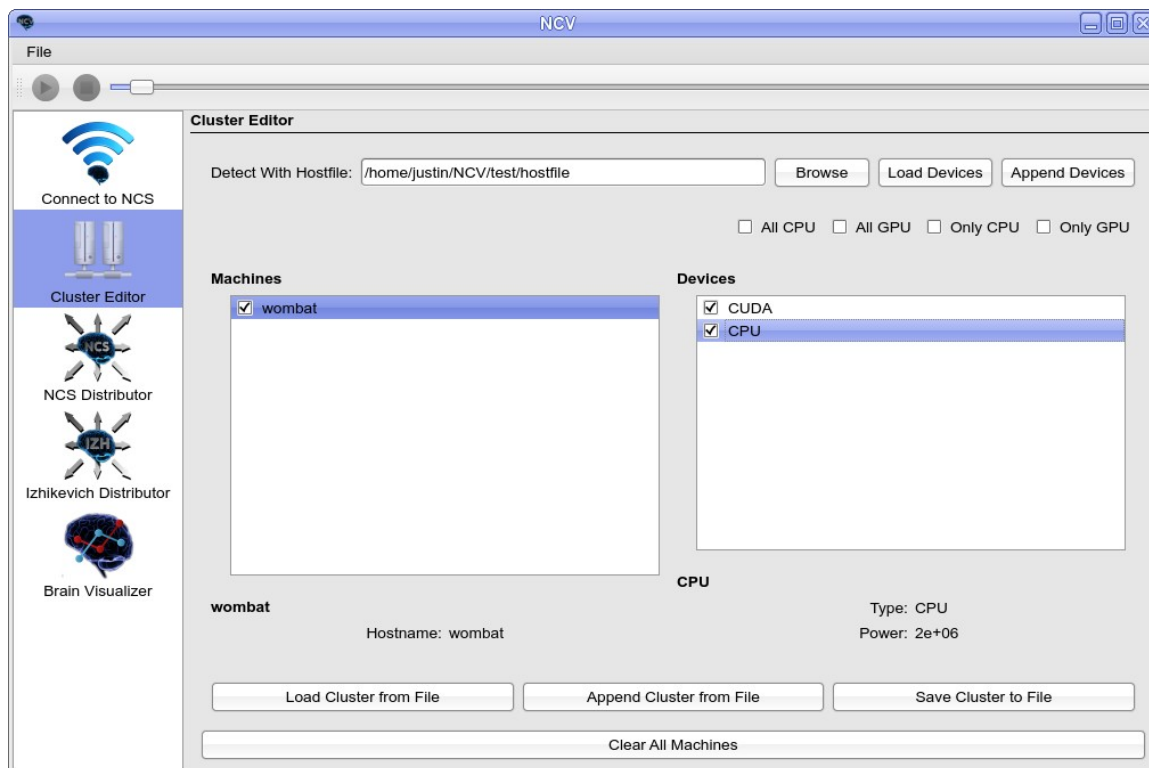 NCV
File
Connect to NCS
Cluster Editor
NCS
NCS Distributor
IZH
Izhikevich Distributor
Brain Visualizer
Cluster Editor
Detect With Hostfile: /home/justin/NCV/test/hostfile Browse Load Devices Append Devices
All CPU All GPU Only CPU Only GPU
Machines
wombat
Devices
CUDA
CPU
wombat
Hostname: wombat
CPU
Type: CPU
Power: 2e+06
Load Cluster from File Append Cluster from File Save Cluster to File
Clear All Machines